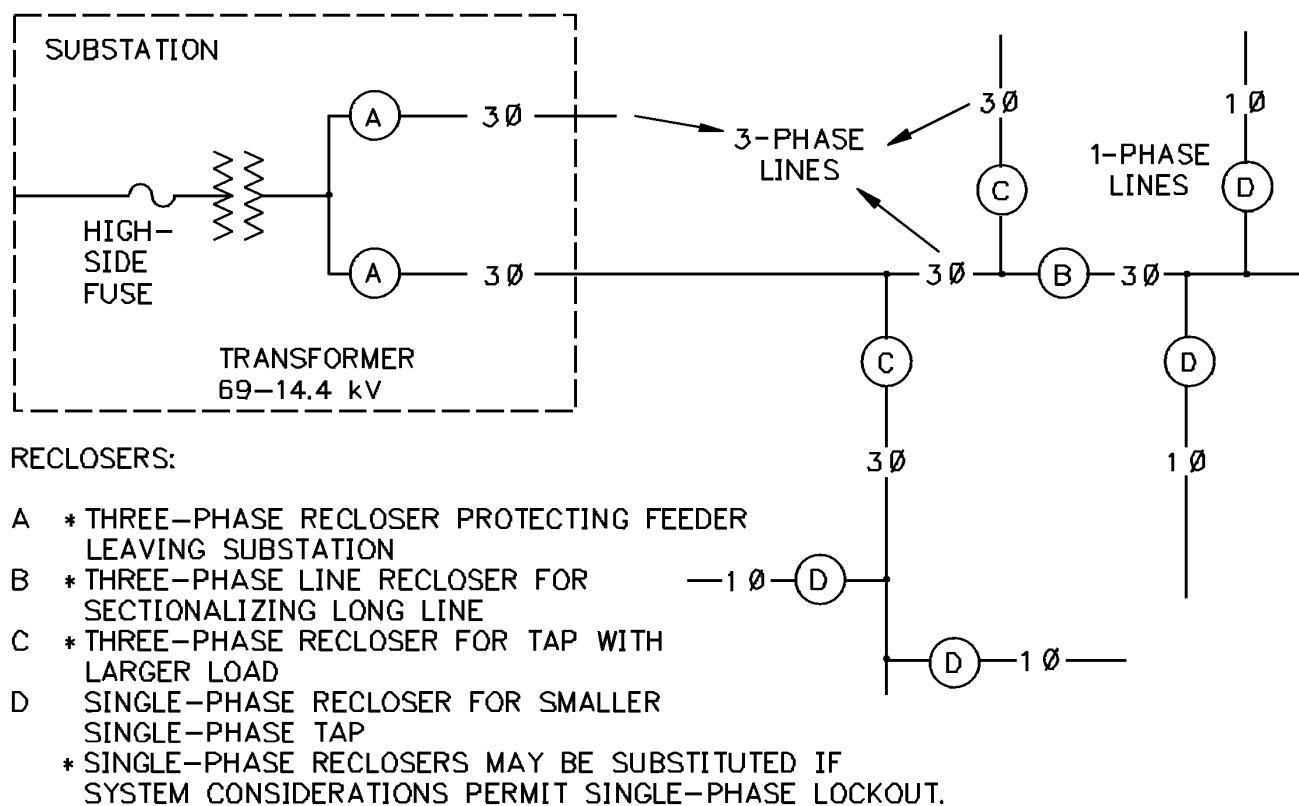 SUBSTATION
A
3Ø
3-PHASE
LINES
3Ø
C
1-PHASE
LINES
1Ø
D
HIGH-
SIDE
FUSE
A
3Ø
3Ø
B
3Ø
TRANSFORMER
69-14.4 kV
C
D
3Ø
1Ø
RECLOSERS:
A * THREE-PHASE RECLOSER PROTECTING FEEDER
LEAVING SUBSTATION
B * THREE-PHASE LINE RECLOSER FOR
SECTIONALIZING LONG LINE
C * THREE-PHASE RECLOSER FOR TAP WITH
LARGER LOAD
D SINGLE-PHASE RECLOSER FOR SMALLER
SINGLE-PHASE TAP
* SINGLE-PHASE RECLOSERS MAY BE SUBSTITUTED IF
SYSTEM CONSIDERATIONS PERMIT SINGLE-PHASE LOCKOUT.
1Ø
D
D
1Ø